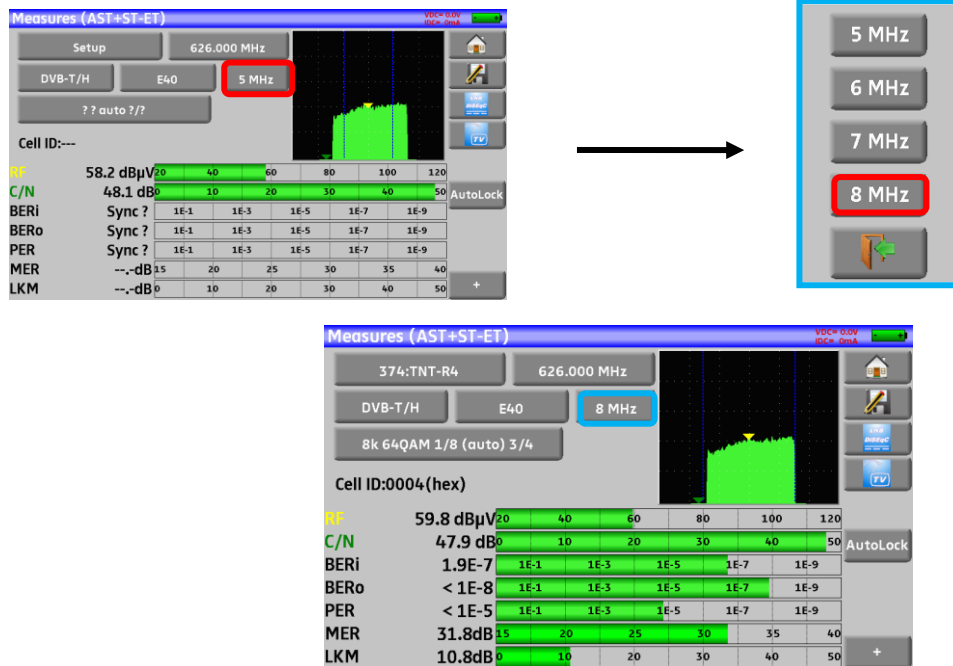 Measures (AST+ST-ET)
VDC= 0.0V
IDC= 0mA
Setup
626.000 MHz
DVB-T/H
E40
5 MHz
? ? auto ?/?
Cell ID:---
LNB
DiSEqC
TV
RF 58.2 dBµV 20 40 60 80 100 120
C/N 48.1 dB 0 10 20 30 40 50
AutoLock
BERi Sync ? 1E-1 1E-3 1E-5 1E-7 1E-9
BERo Sync ? 1E-1 1E-3 1E-5 1E-7 1E-9
PER Sync ? 1E-1 1E-3 1E-5 1E-7 1E-9
MER --.-dB 15 20 25 30 35 40
LKM --.-dB 0 10 20 30 40 50
+
5 MHz
6 MHz
7 MHz
8 MHz
Measures (AST+ST-ET)
VDC= 0.0V
IDC= 0mA
374:TNT-R4
626.000 MHz
DVB-T/H
E40
8 MHz
8k 64QAM 1/8 (auto) 3/4
Cell ID:0004(hex)
LNB
DiSEqC
TV
RF 59.8 dBµV 20 40 60 80 100 120
C/N 47.9 dB 0 10 20 30 40 50
AutoLock
BERi 1.9E-7 1E-1 1E-3 1E-5 1E-7 1E-9
BERo < 1E-8 1E-1 1E-3 1E-5 1E-7 1E-9
PER < 1E-5 1E-1 1E-3 1E-5 1E-7 1E-9
MER 31.8dB 15 20 25 30 35 40
LKM 10.8dB 0 10 20 30 40 50
+